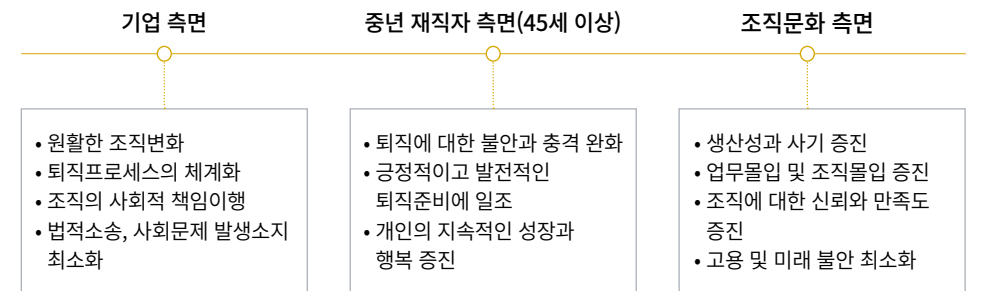 기업 측면
• 원활한 조직변화
• 퇴직프로세스의 체계화
• 조직의 사회적 책임이행
• 법적소송, 사회문제 발생소지
최소화
중년 재직자 측면(45세 이상)
• 퇴직에 대한 불안과 충격 완화
• 긍정적이고 발전적인
퇴직준비에 일조
• 개인의 지속적인 성장과
행복 증진
조직문화 측면
• 생산성과 사기 증진
• 업무몰입 및 조직몰입 증진
• 조직에 대한 신뢰와 만족도
증진
• 고용 및 미래 불안 최소화